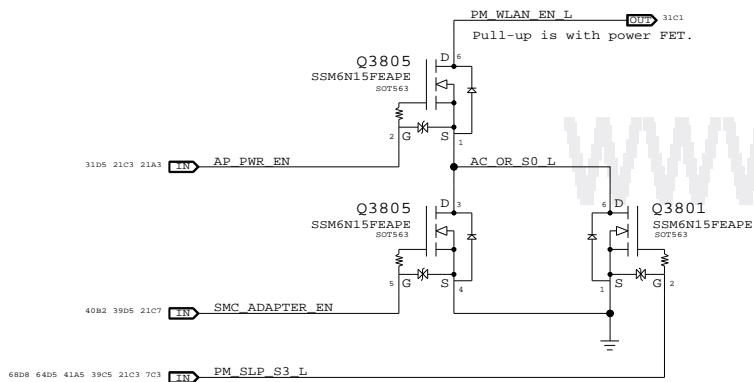 PM_WLAN_EN_L
OUT
31C1
Pull-up is with power FET.
Q3805
SSM6N15FEAPE
SOT563
D 6
2 G S 1
31D5 21C3 21A3 IN AP_PWR_EN
AC_OR_S0_L
Q3805
SSM6N15FEAPE
SOT563
D 3
5 G S 4
6 D
Q3801
SSM6N15FEAPE
SOT563
1 S G 2
40B2 39D5 21C7 IN SMC_ADAPTER_EN
68D8 64D5 41A5 39C5 21C3 7C3 IN PM_SLP_S3_L
WW